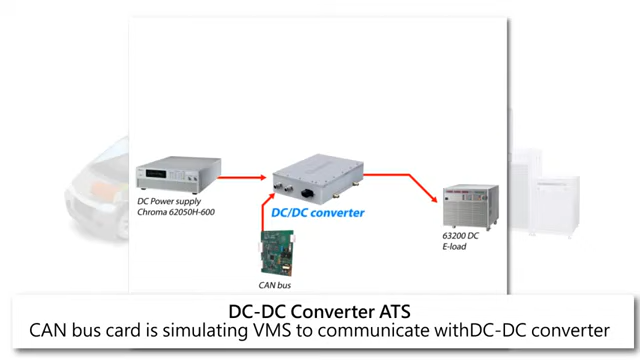 DC Power supply
Chroma 62050H-600
DC/DC converter
63200 DC
E-load
CAN bus
DC-DC Converter ATS
CAN bus card is simulating VMS to communicate withDC-DC converter